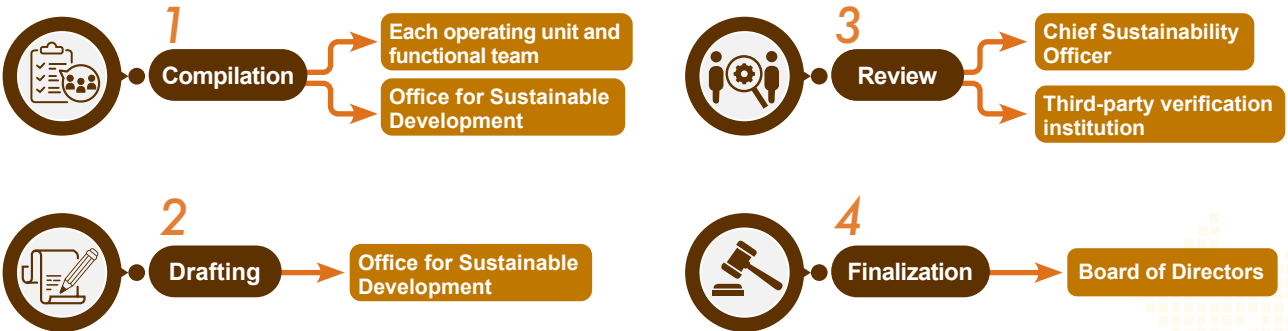 1
Compilation
Each operating unit and
functional team
Office for Sustainable
Development
2
Drafting
Office for Sustainable
Development
3
Review
Chief Sustainability
Officer
Third-party verification
institution
4
Finalization
Board of Directors